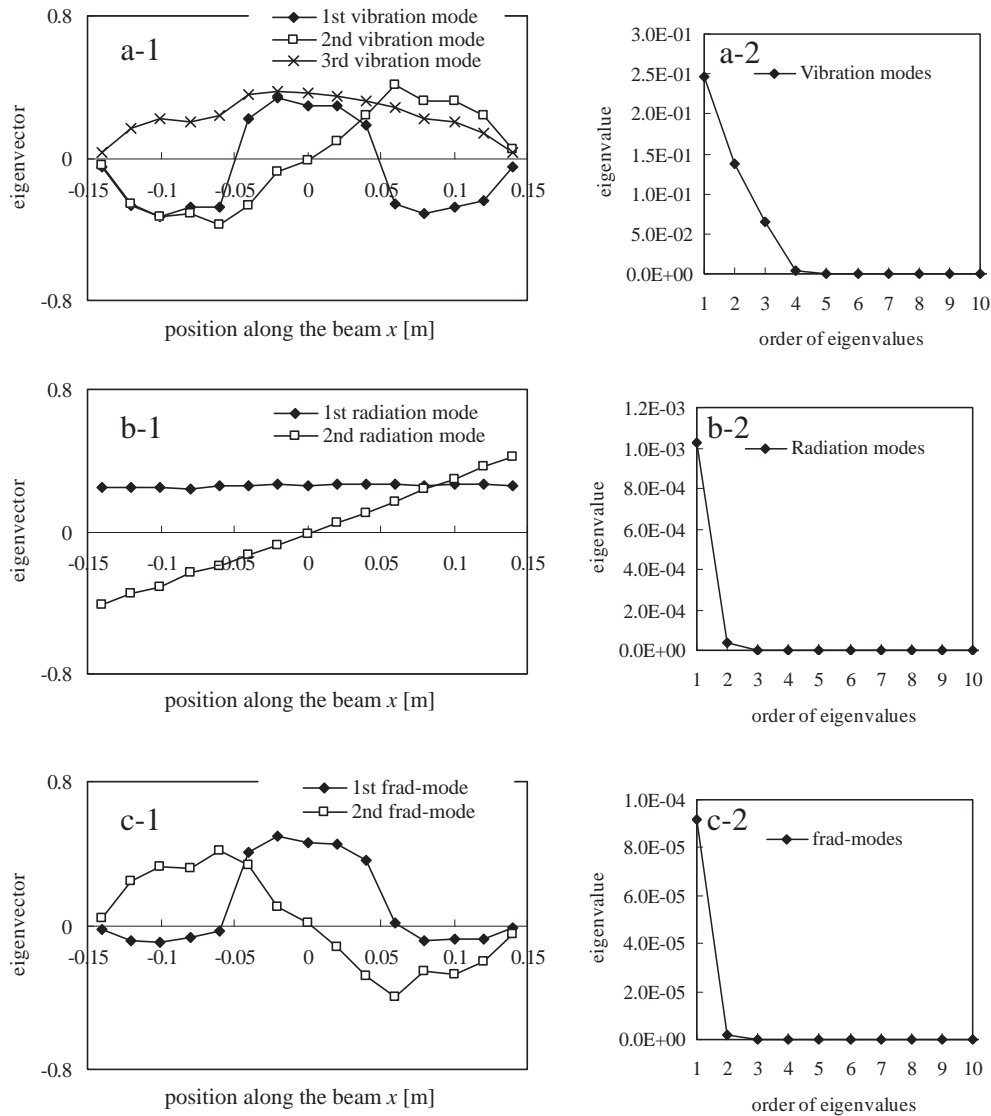 a-1
1st vibration mode
2nd vibration mode
3rd vibration mode
0.8
0
-0.8
-0.15
-0.1
-0.05
0
0.05
0.1
0.15
eigenvector
position along the beam x [m]
a-2
Vibration modes
3.0E-01
2.5E-01
2.0E-01
1.5E-01
1.0E-01
5.0E-02
0.0E+00
1 2 3 4 5 6 7 8 9 10
eigenvalue
order of eigenvalues
b-1
1st radiation mode
2nd radiation mode
0.8
0
-0.8
-0.15
-0.1
-0.05
0
0.05
0.1
0.15
eigenvector
position along the beam x [m]
b-2
Radiation modes
1.2E-03
1.0E-03
8.0E-04
6.0E-04
4.0E-04
2.0E-04
0.0E+00
1 2 3 4 5 6 7 8 9 10
eigenvalue
order of eigenvalues
c-1
1st frad-mode
2nd frad-mode
0.8
0
-0.8
-0.15
-0.1
-0.05
0
0.05
0.1
0.15
eigenvector
position along the beam x [m]
c-2
frad-modes
1.0E-04
8.0E-05
6.0E-05
4.0E-05
2.0E-05
0.0E+00
1 2 3 4 5 6 7 8 9 10
eigenvalue
order of eigenvalues